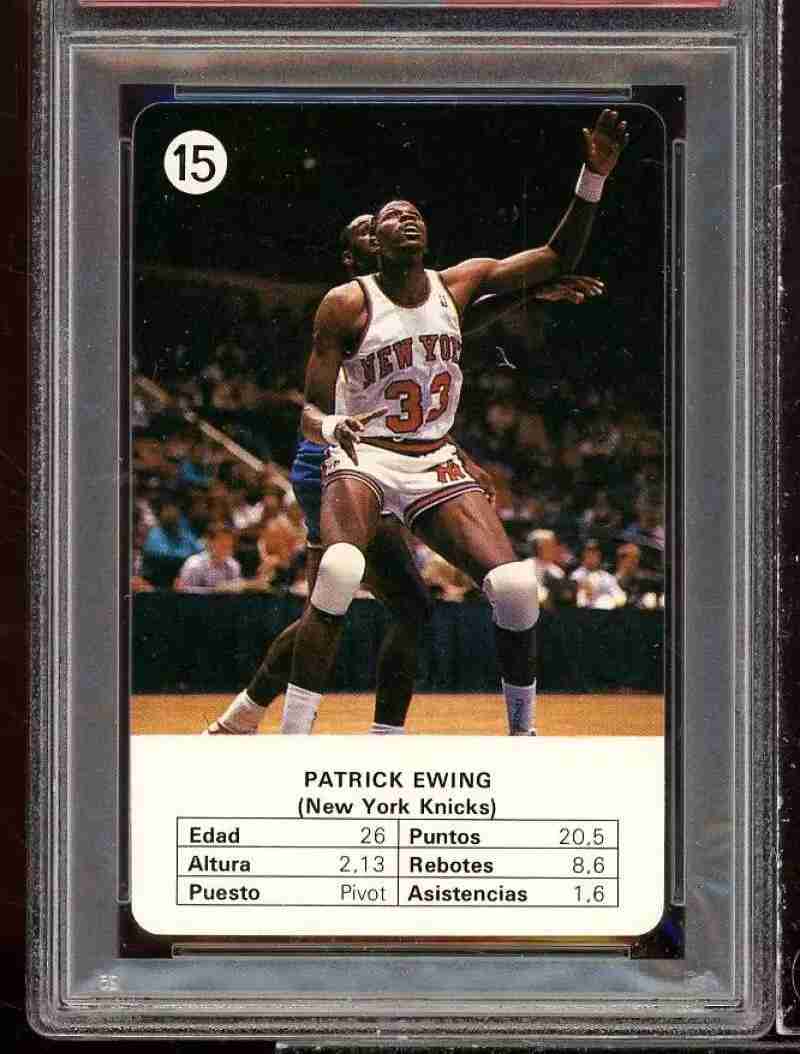 15
NEW YOR
33
PATRICK EWING
(New York Knicks)
Edad 26 Puntos 20,5
Altura 2,13 Rebotes 8,6
Puesto Pivot Asistencias 1,6